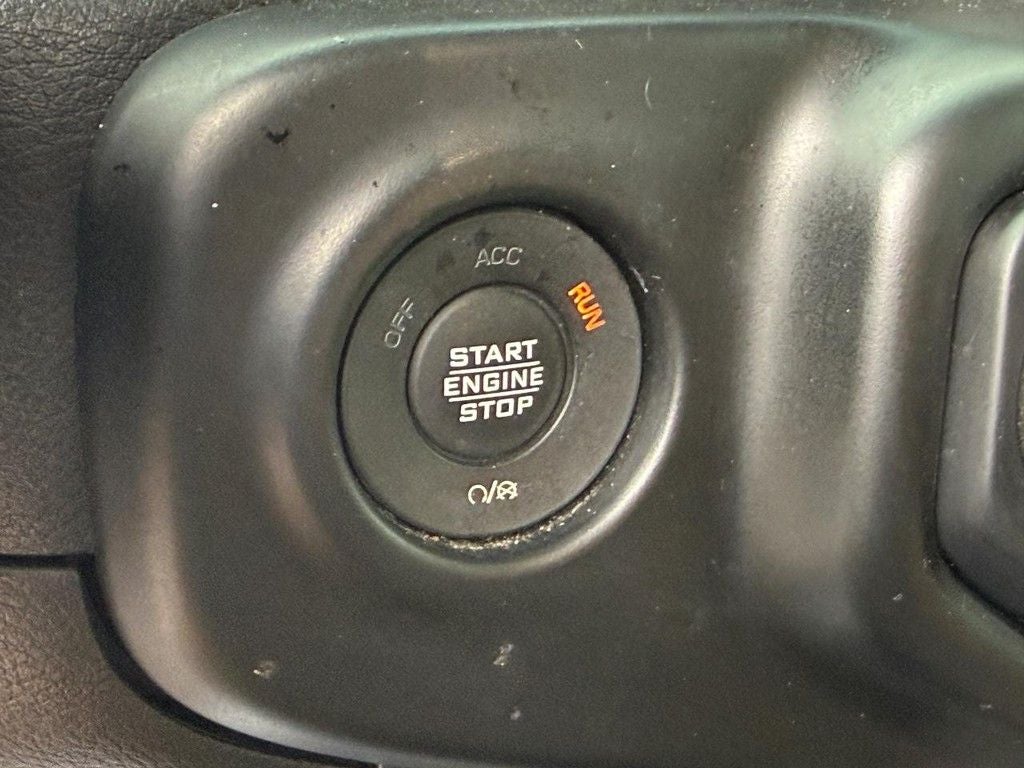 ACC
OFF
RUN
START
ENGINE
STOP